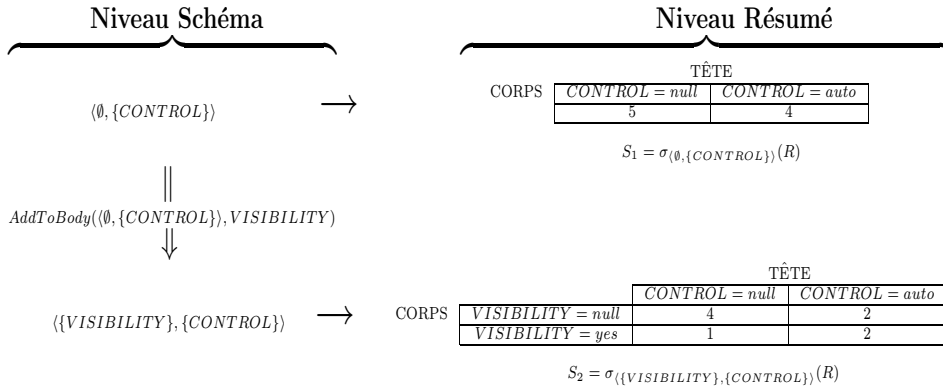 Niveau Schéma
Niveau Résumé
TÊTE
CORPS
CONTROL = null
CONTROL = auto
5
4
⟨∅, {CONTROL}⟩
S₁ = σ⟨∅,{CONTROL}⟩(R)
AddToBody(⟨∅, {CONTROL}⟩, VISIBILITY)
TÊTE
CONTROL = null
CONTROL = auto
⟨{VISIBILITY}, {CONTROL}⟩
CORPS
VISIBILITY = null
4
2
VISIBILITY = yes
1
2
S₂ = σ⟨{VISIBILITY},{CONTROL}⟩(R)